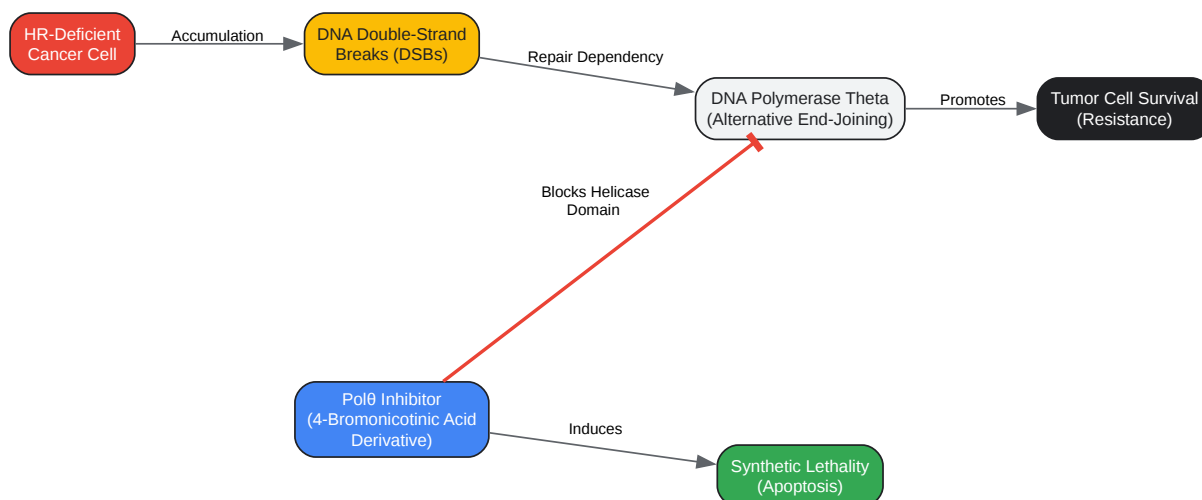 HR-Deficient
Cancer Cell
Accumulation
DNA Double-Strand
Breaks (DSBs)
Repair Dependency
DNA Polymerase Theta
(Alternative End-Joining)
Promotes
Tumor Cell Survival
(Resistance)
Blocks Helicase
Domain
Polθ Inhibitor
(4-Bromonicotinic Acid
Derivative)
Induces
Synthetic Lethality
(Apoptosis)